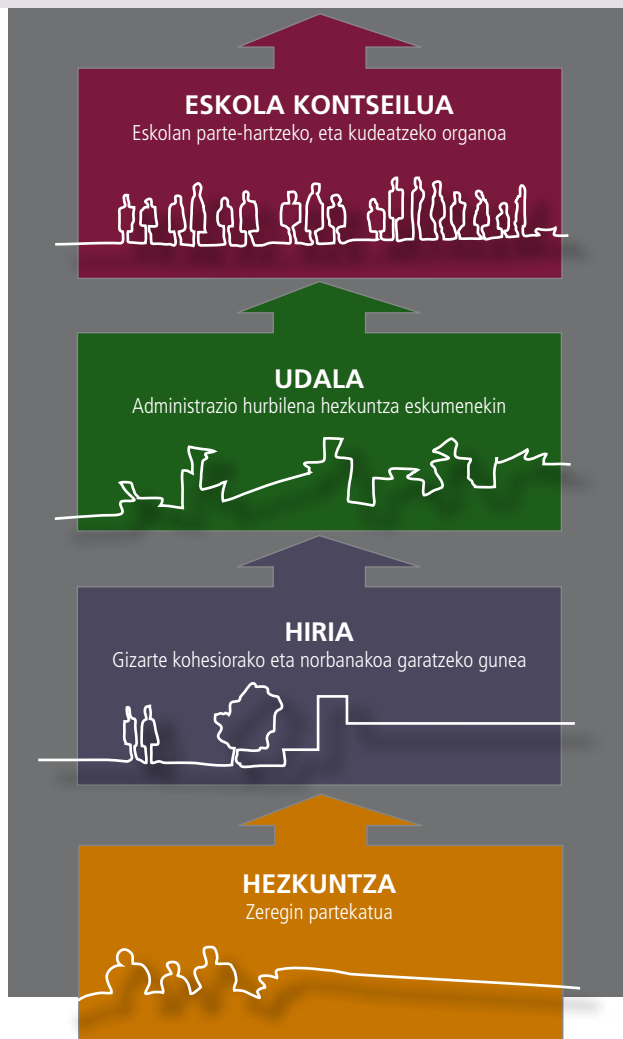 ESKOLA KONTSEILUA
Eskolan parte-hartzeko, eta kudeatzeko organoa
UDALA
Administrazio hurbilena hezkuntza eskumenekin
HIRIA
Gizarte kohesiorako eta norbanakoa garatzeko gunea
HEZKUNTZA
Zeregin partekatua